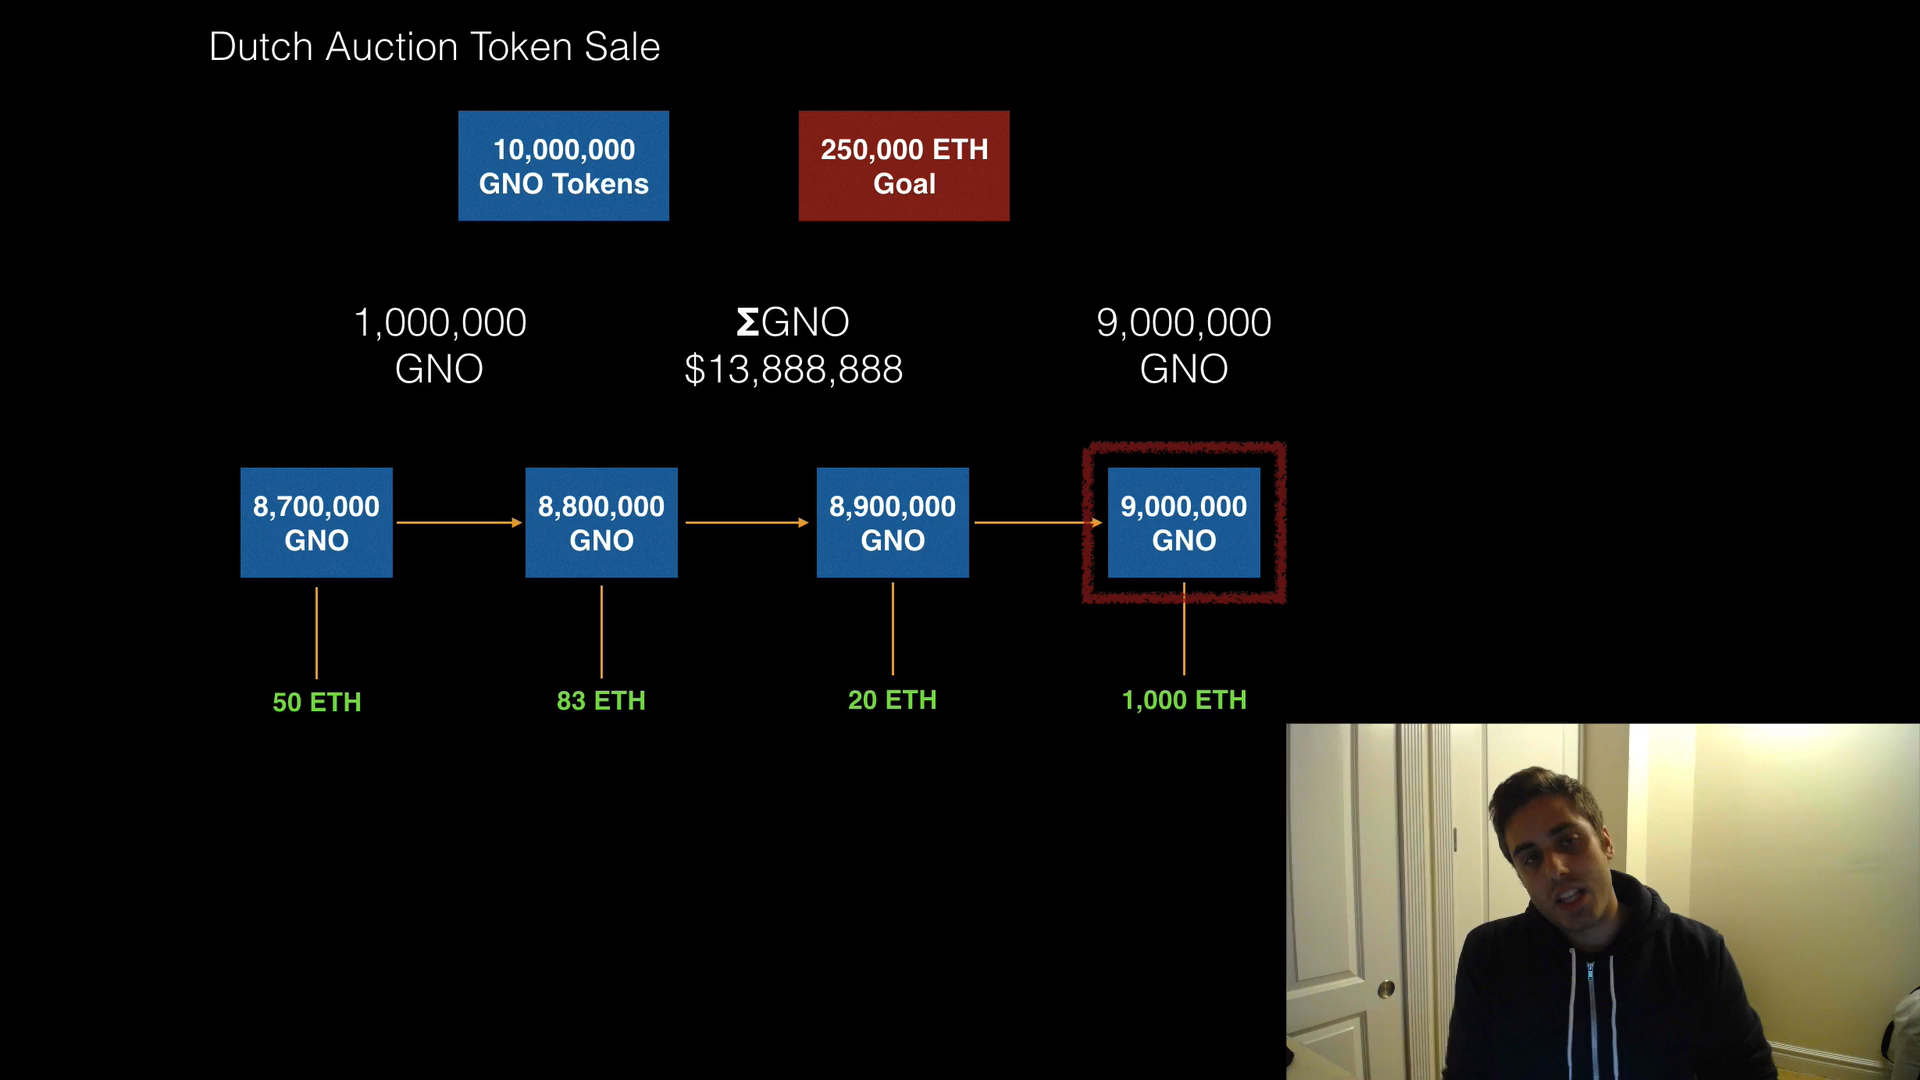 Dutch Auction Token Sale
10,000,000
GNO Tokens
250,000 ETH
Goal
1,000,000
GNO
ΣGNO
$13,888,888
9,000,000
GNO
8,700,000
GNO
8,800,000
GNO
8,900,000
GNO
9,000,000
GNO
50 ETH
83 ETH
20 ETH
1,000 ETH